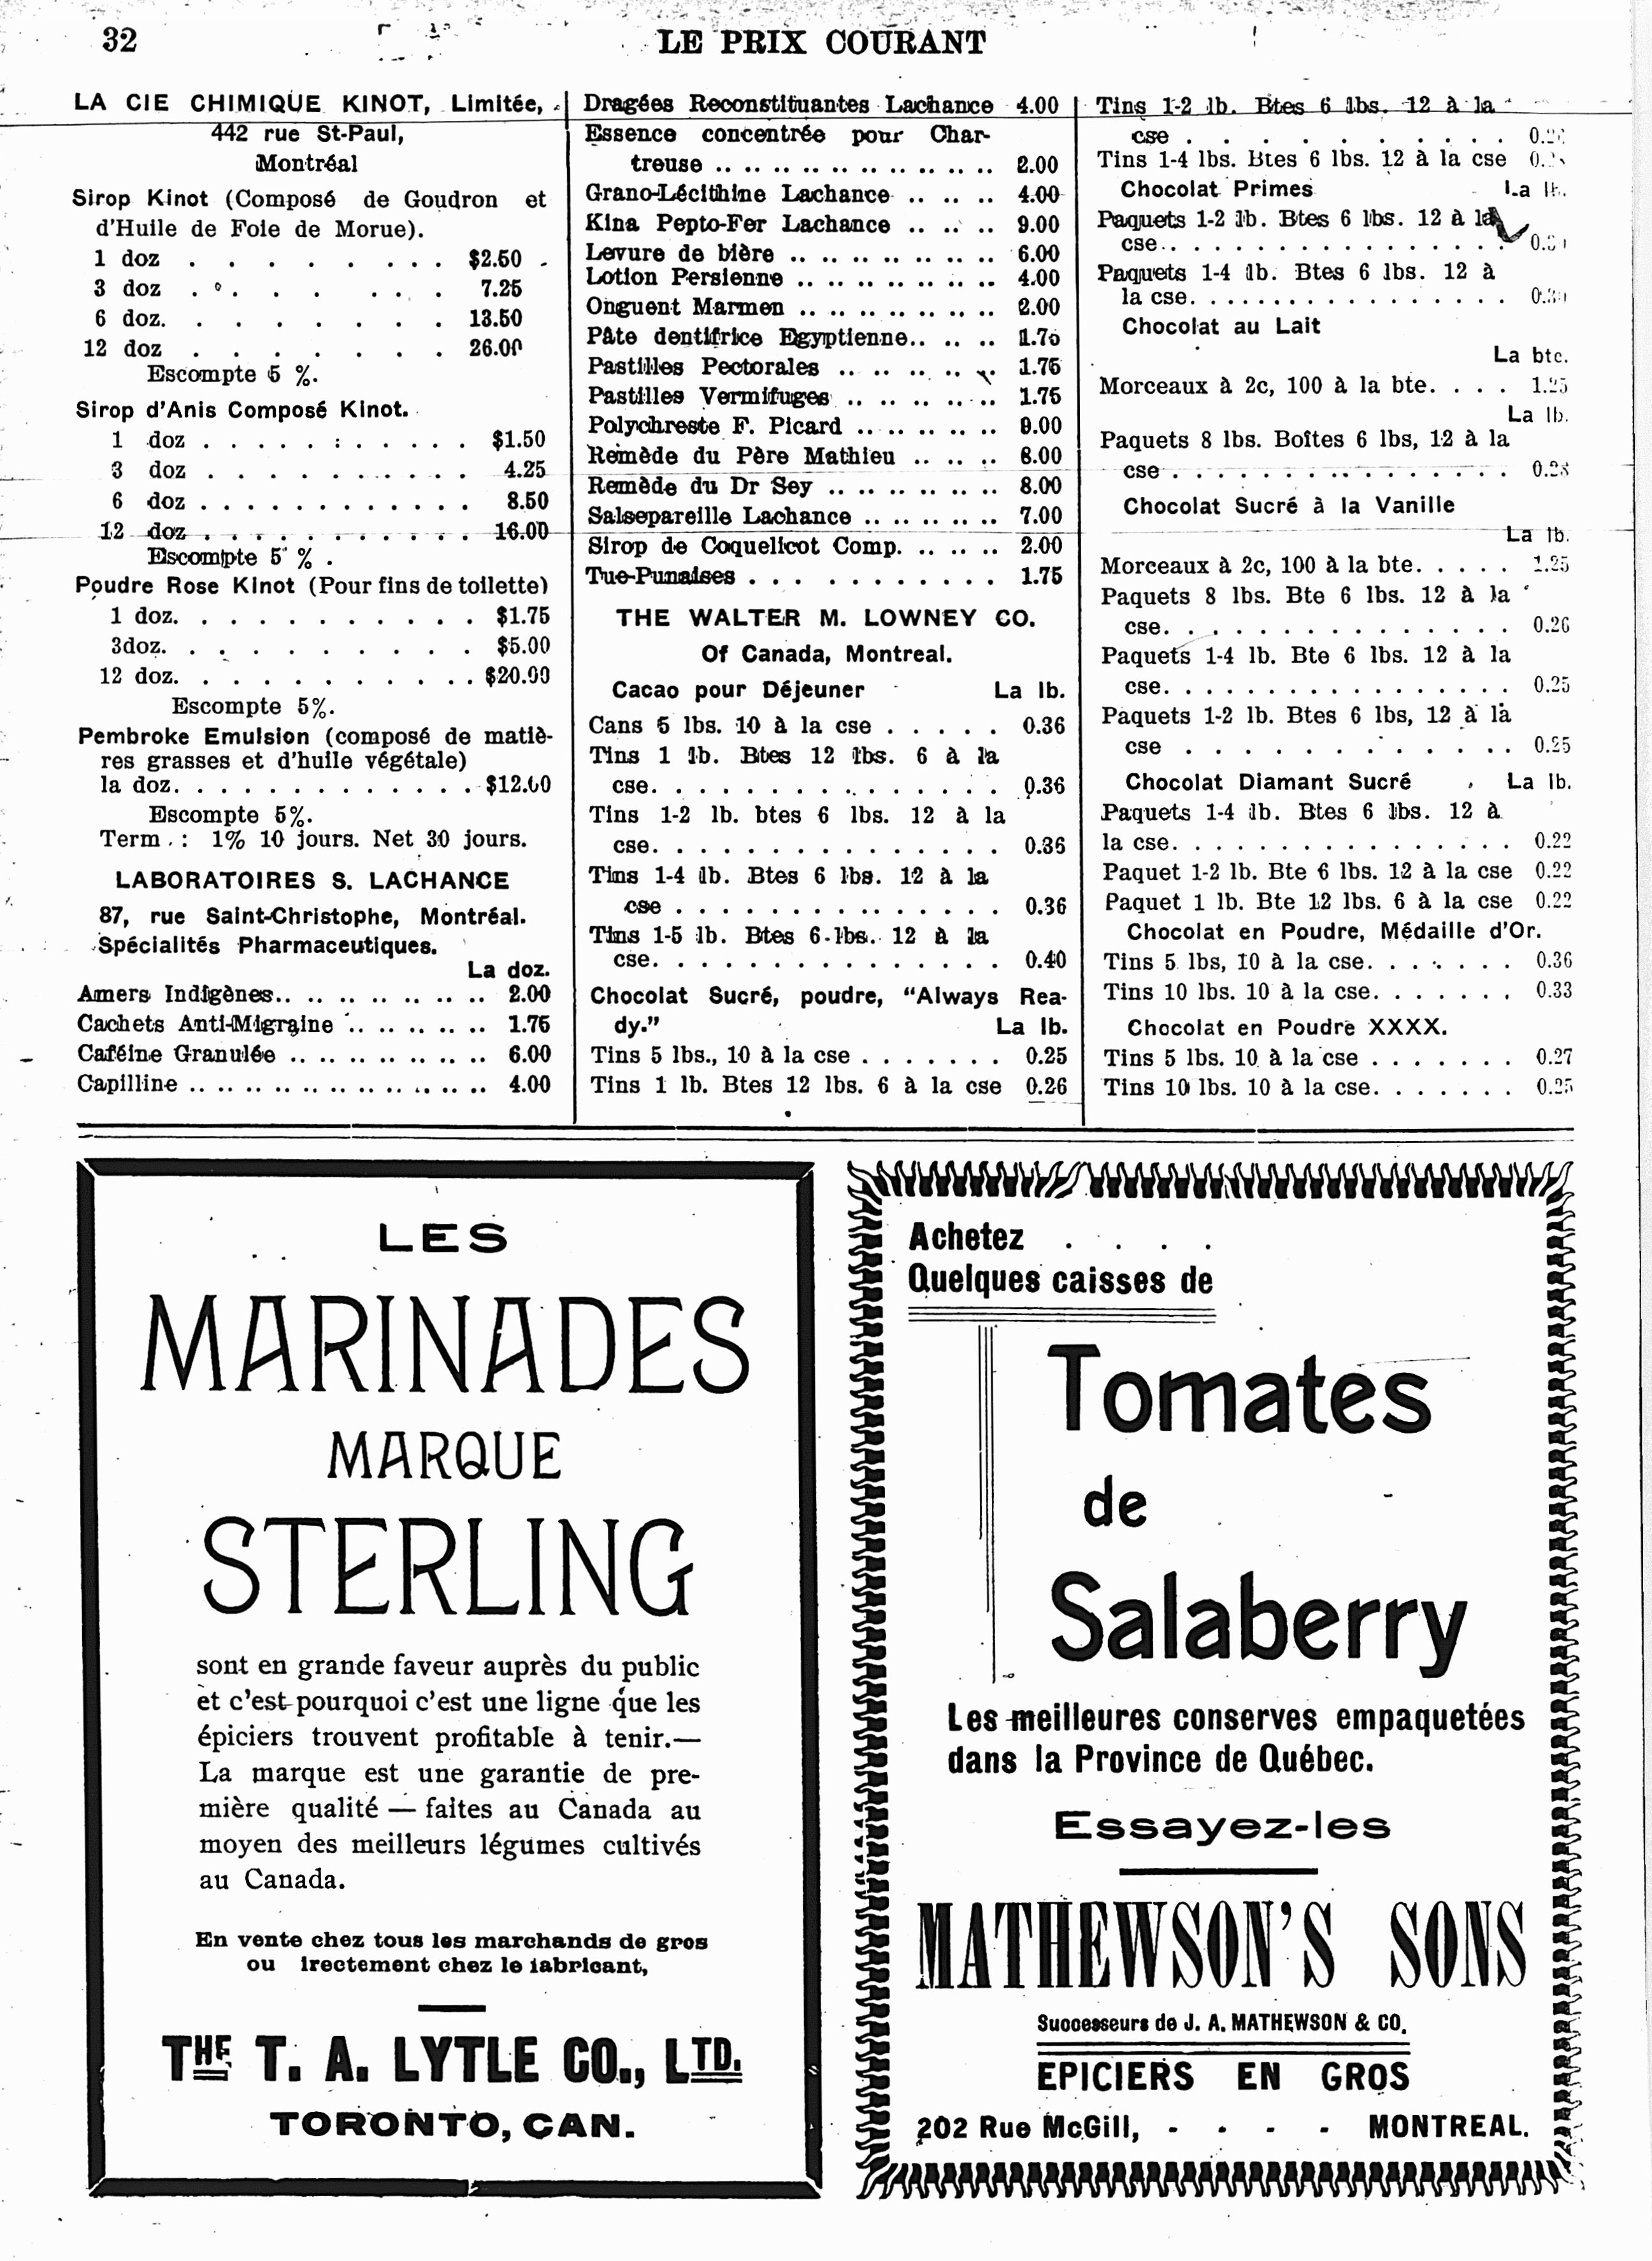 32
LE PRIX COURANT
LA CIE CHIMIQUE KINOT, Limitée,
442 rue St-Paul,
Montréal
Sirop Kinot (Composé de Goudron et
d'Huile de Foie de Morue).
1 doz . . . . . . . . $2.50
3 doz . . . . . . . . 7.25
6 doz. . . . . . . . 13.50
12 doz . . . . . . . 26.00
Escompte 5 %.
Sirop d'Anis Composé Kinot.
1 doz . . . . . . . . . . $1.50
3 doz . . . . . . . . . . 4.25
6 doz . . . . . . . . . . . 8.50
12 doz . . . . . . . . . . 16.00
Escompte 5 % .
Poudre Rose Kinot (Pour fins de toilette)
1 doz. . . . . . . . . . . $1.75
3doz. . . . . . . . . . $5.00
12 doz. . . . . . . . . . . $20.00
Escompte 5%.
Pembroke Emulsion (composé de matiè-
res grasses et d'huile végétale)
la doz. . . . . . . . . . . . . $12.00
Escompte 5%.
Term. : 1% 10 jours. Net 30 jours.
LABORATOIRES S. LACHANCE
87, rue Saint-Christophe, Montréal.
Spécialités Pharmaceutiques.
La doz.
Amers Indigènes.. .. .. .. .. .. .. .. 2.00
Cachets Anti-Migraine .. .. .. .. .. 1.75
Caféine Granulée .. .. .. .. .. .. .. 6.00
Capilline .. .. .. .. .. .. .. .. .. .. .. 4.00
Dragées Reconstituantes Lachance 4.00
Essence concentrée pour Char-
treuse .. .. .. .. .. .. .. .. .. .. 2.00
Grano-Lécithine Lachance .. .. .. 4.00
Kina Pepto-Fer Lachance .. .. .. 9.00
Levure de bière .. .. .. .. .. .. .. .. 6.00
Lotion Persienne .. .. .. .. .. .. .. 4.00
Onguent Marmen .. .. .. .. .. .. .. 2.00
Pâte dentifrice Egyptienne.. .. .. 1.75
Pastilles Pectorales .. .. .. .. .. 1.75
Pastilles Vermifuges .. .. .. .. .. 1.75
Polychreste F. Picard .. .. .. .. .. 9.00
Remède du Père Mathieu .. .. .. 8.00
Remède du Dr Sey .. .. .. .. .. .. 8.00
Salsepareille Lachance .. .. .. .. .. 7.00
Sirop de Coquelicot Comp. .. .. .. 2.00
Tue-Punaises . . . . . . . . . . . 1.75
THE WALTER M. LOWNEY CO.
Of Canada, Montreal.
Cacao pour Déjeuner La lb.
Cans 5 lbs. 10 à la cse . . . . . 0.36
Tins 1 lb. Btes 12 lbs. 6 à la
cse. . . . . . . . . . . . . . . 0.36
Tins 1-2 lb. btes 6 lbs. 12 à la
cse. . . . . . . . . . . . . . . 0.36
Tins 1-4 lb. Btes 6 lbs. 12 à la
cse . . . . . . . . . . . . . . 0.36
Tins 1-5 lb. Btes 6 lbs. 12 à la
cse. . . . . . . . . . . . . . . 0.40
Chocolat Sucré, poudre, "Always Rea-
dy." La lb.
Tins 5 lbs., 10 à la cse . . . . . . . 0.25
Tins 1 lb. Btes 12 lbs. 6 à la cse 0.26
Tins 1-2 lb. Btes 6 lbs. 12 à la
cse . . . . . . . . . . . .
Tins 1-4 lbs. Btes 6 lbs. 12 à la cse
Chocolat Primes La lb.
Paquets 1-2 lb. Btes 6 lbs. 12 à la
cse. . . . . . . . . . . . . . .
Paquets 1-4 lb. Btes 6 lbs. 12 à
la cse. . . . . . . . . . . . . . .
Chocolat au Lait
La bte.
Morceaux à 2c, 100 à la bte. . . . 1.25
La lb.
Paquets 8 lbs. Boîtes 6 lbs, 12 à la
cse . . . . . . . . . . . . . . . 0.28
Chocolat Sucré à la Vanille
La lb.
Morceaux à 2c, 100 à la bte. . . . . 1.25
Paquets 8 lbs. Bte 6 lbs. 12 à la
cse. . . . . . . . . . . . . . . 0.26
Paquets 1-4 lb. Bte 6 lbs. 12 à la
cse. . . . . . . . . . . . . . . . 0.25
Paquets 1-2 lb. Btes 6 lbs, 12 à la
cse . . . . . . . . . . . . . 0.25
Chocolat Diamant Sucré La lb.
Paquets 1-4 lb. Btes 6 lbs. 12 à
la cse. . . . . . . . . . . . . . . . 0.22
Paquet 1-2 lb. Bte 6 lbs. 12 à la cse 0.22
Paquet 1 lb. Bte 12 lbs. 6 à la cse 0.22
Chocolat en Poudre, Médaille d'Or.
Tins 5 lbs, 10 à la cse. . . . . . . 0.36
Tins 10 lbs. 10 à la cse. . . . . . . 0.33
Chocolat en Poudre XXXX.
Tins 5 lbs. 10 à la cse . . . . . . . 0.27
Tins 10 lbs. 10 à la cse. . . . . . . 0.25
LES
MARINADES
MARQUE
STERLING
sont en grande faveur auprès du public
et c'est pourquoi c'est une ligne que les
épiciers trouvent profitable à tenir.—
La marque est une garantie de pre-
mière qualité — faites au Canada au
moyen des meilleurs légumes cultivés
au Canada.
En vente chez tous les marchands de gros
ou irectement chez le fabricant,
THE T. A. LYTLE CO., LTD.
TORONTO, CAN.
Achetez . . . .
Quelques caisses de
Tomates
de
Salaberry
Les meilleures conserves empaquetées
dans la Province de Québec.
Essayez-les
MATHEWSON'S SONS
Successeurs de J. A. MATHEWSON & CO.
EPICIERS EN GROS
202 Rue McGill, - - - - MONTREAL.